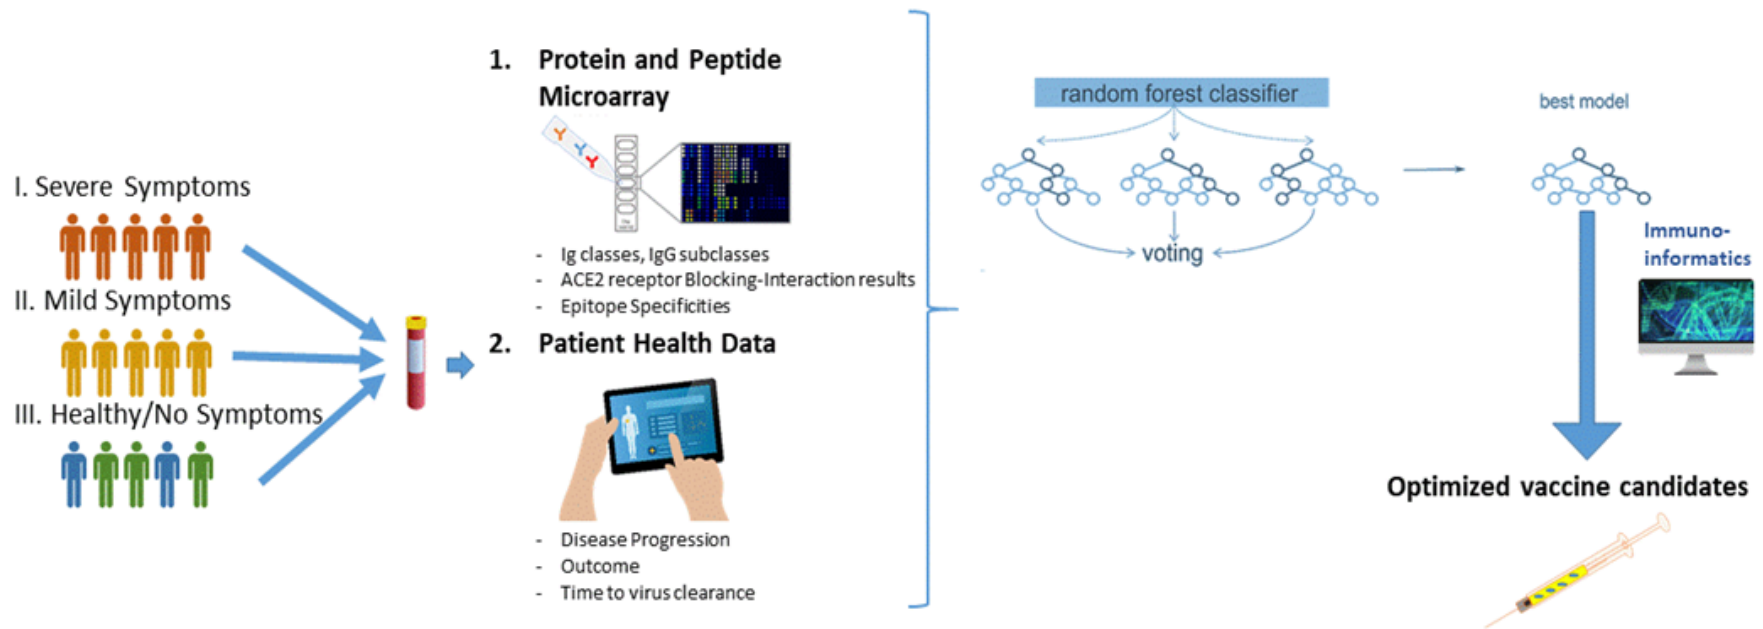 I. Severe Symptoms
II. Mild Symptoms
III. Healthy/No Symptoms
1. Protein and Peptide
Microarray
- Ig classes, IgG subclasses
- ACE2 receptor Blocking-Interaction results
- Epitope Specificities
2. Patient Health Data
- Disease Progression
- Outcome
- Time to virus clearance
random forest classifier
voting
best model
Immuno-
informatics
Optimized vaccine candidates